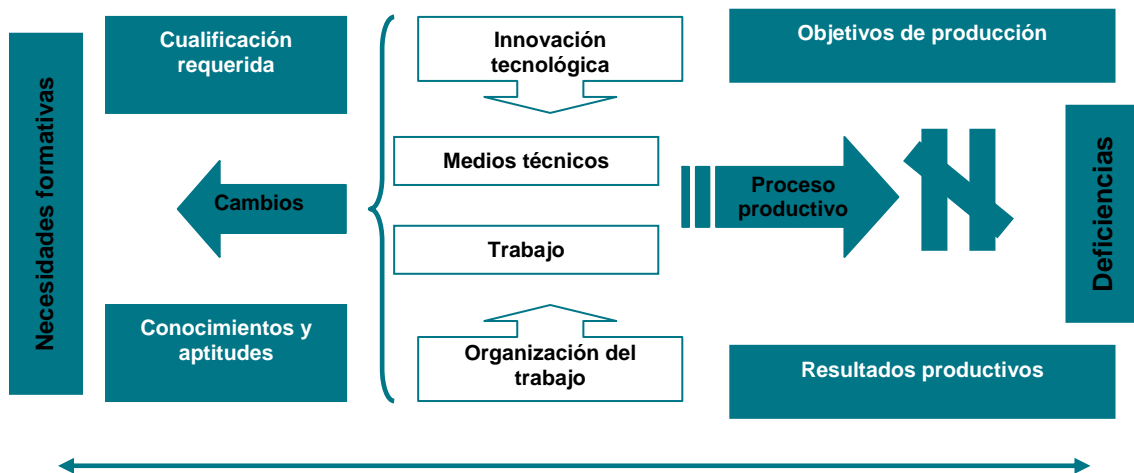 Necesidades formativas
Cualificación
requerida
Cambios
Conocimientos y
aptitudes
Innovación
tecnológica
Medios técnicos
Trabajo
Organización del
trabajo
Objetivos de producción
Proceso
productivo
Resultados productivos
Deficiencias